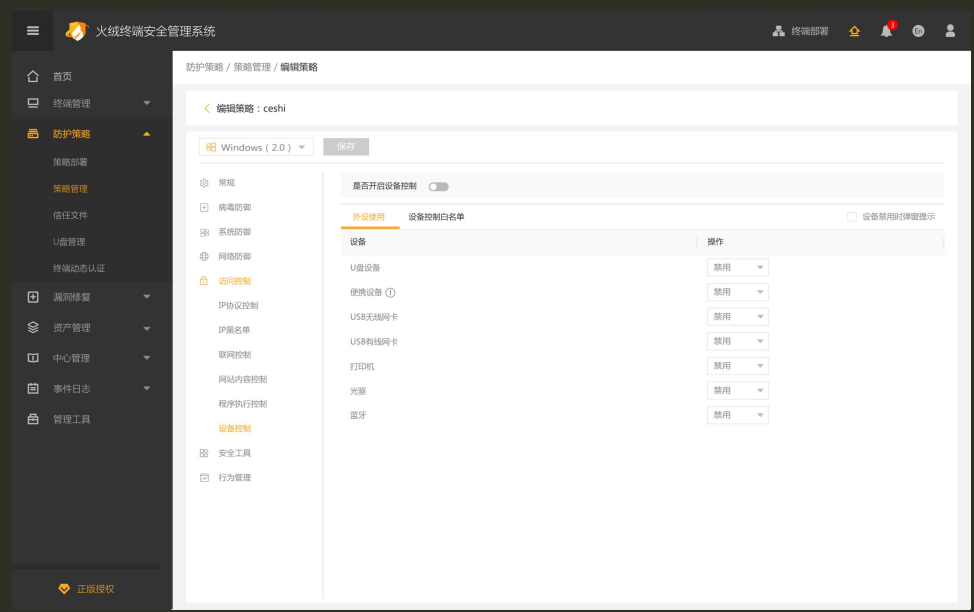 火绒终端安全管理系统
终端部署
3
En
首页
终端管理
防护策略
策略部署
策略管理
信任文件
U盘管理
终端动态认证
漏洞修复
资产管理
中心管理
事件日志
管理工具
正版授权
防护策略 / 策略管理 / 编辑策略
编辑策略：ceshi
Windows ( 2.0 )
保存
常规
病毒防御
系统防御
网络防御
访问控制
IP协议控制
IP黑名单
联网控制
网站内容控制
程序执行控制
设备控制
安全工具
行为管理
是否开启设备控制
外设使用 设备控制白名单 设备禁用时弹窗提示
设备 操作
U盘设备 禁用
便携设备 禁用
USB无线网卡 禁用
USB有线网卡 禁用
打印机 禁用
光驱 禁用
蓝牙 禁用